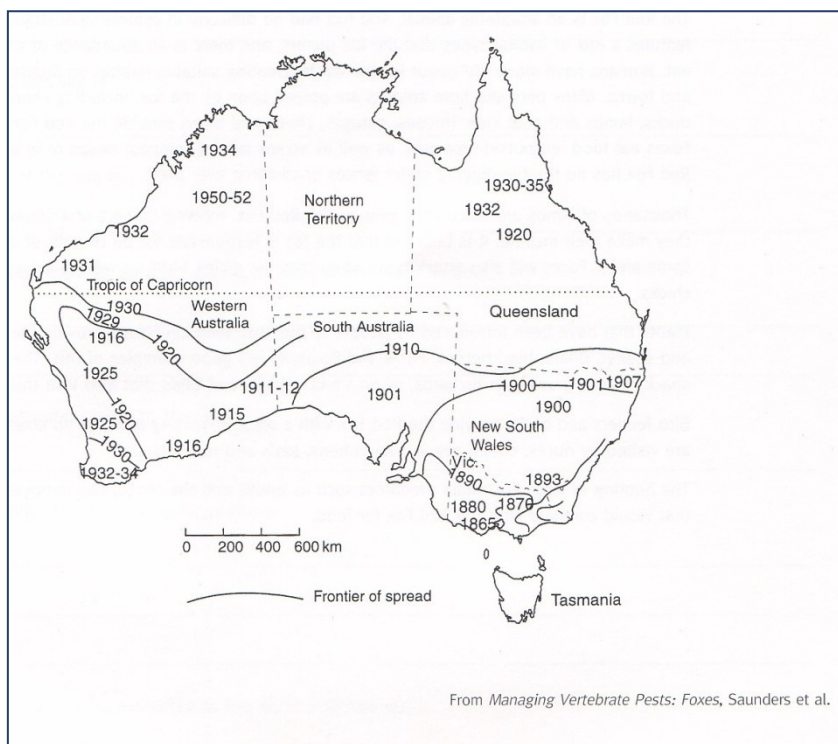 1934
1950-52
Northern
Territory
1930-35
1932
1932
1920
1931
Tropic of Capricorn
1930
Western
Australia
Queensland
1929
1916
South Australia
1920
1910
1925
1911-12
1901
1900
1901
1907
1900
1920
1915
1925
New South
Wales
1930
1916
Vic.
1932-34
1890
1893
1880
1870
1865
0 200 400 600 km
Frontier of spread
Tasmania
From Managing Vertebrate Pests: Foxes, Saunders et al.